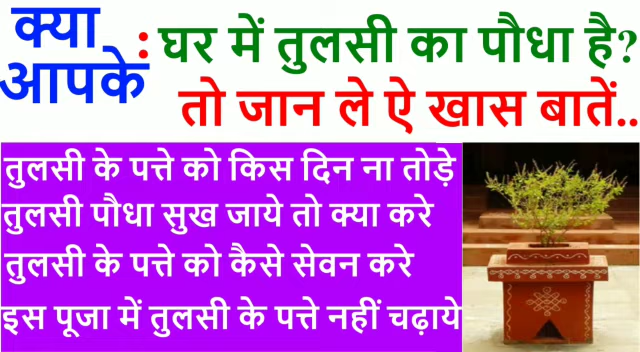 क्या आपके : घर में तुलसी का पौधा है?
तो जान ले ऐ खास बातें..
तुलसी के पत्ते को किस दिन ना तोड़े
तुलसी पौधा सुख जाये तो क्या करे
तुलसी के पत्ते को कैसे सेवन करे
इस पूजा में तुलसी के पत्ते नहीं चढ़ाये